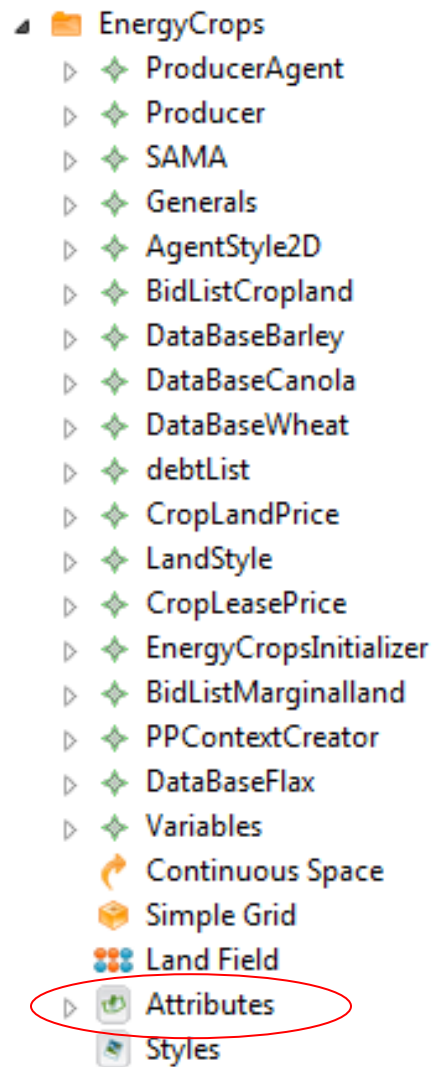 EnergyCrops
ProducerAgent
Producer
SAMA
Generals
AgentStyle2D
BidListCropland
DataBaseBarley
DataBaseCanola
DataBaseWheat
debtList
CropLandPrice
LandStyle
CropLeasePrice
EnergyCropsInitializer
BidListMarginalland
PPContextCreator
DataBaseFlax
Variables
Continuous Space
Simple Grid
Land Field
Attributes
Styles